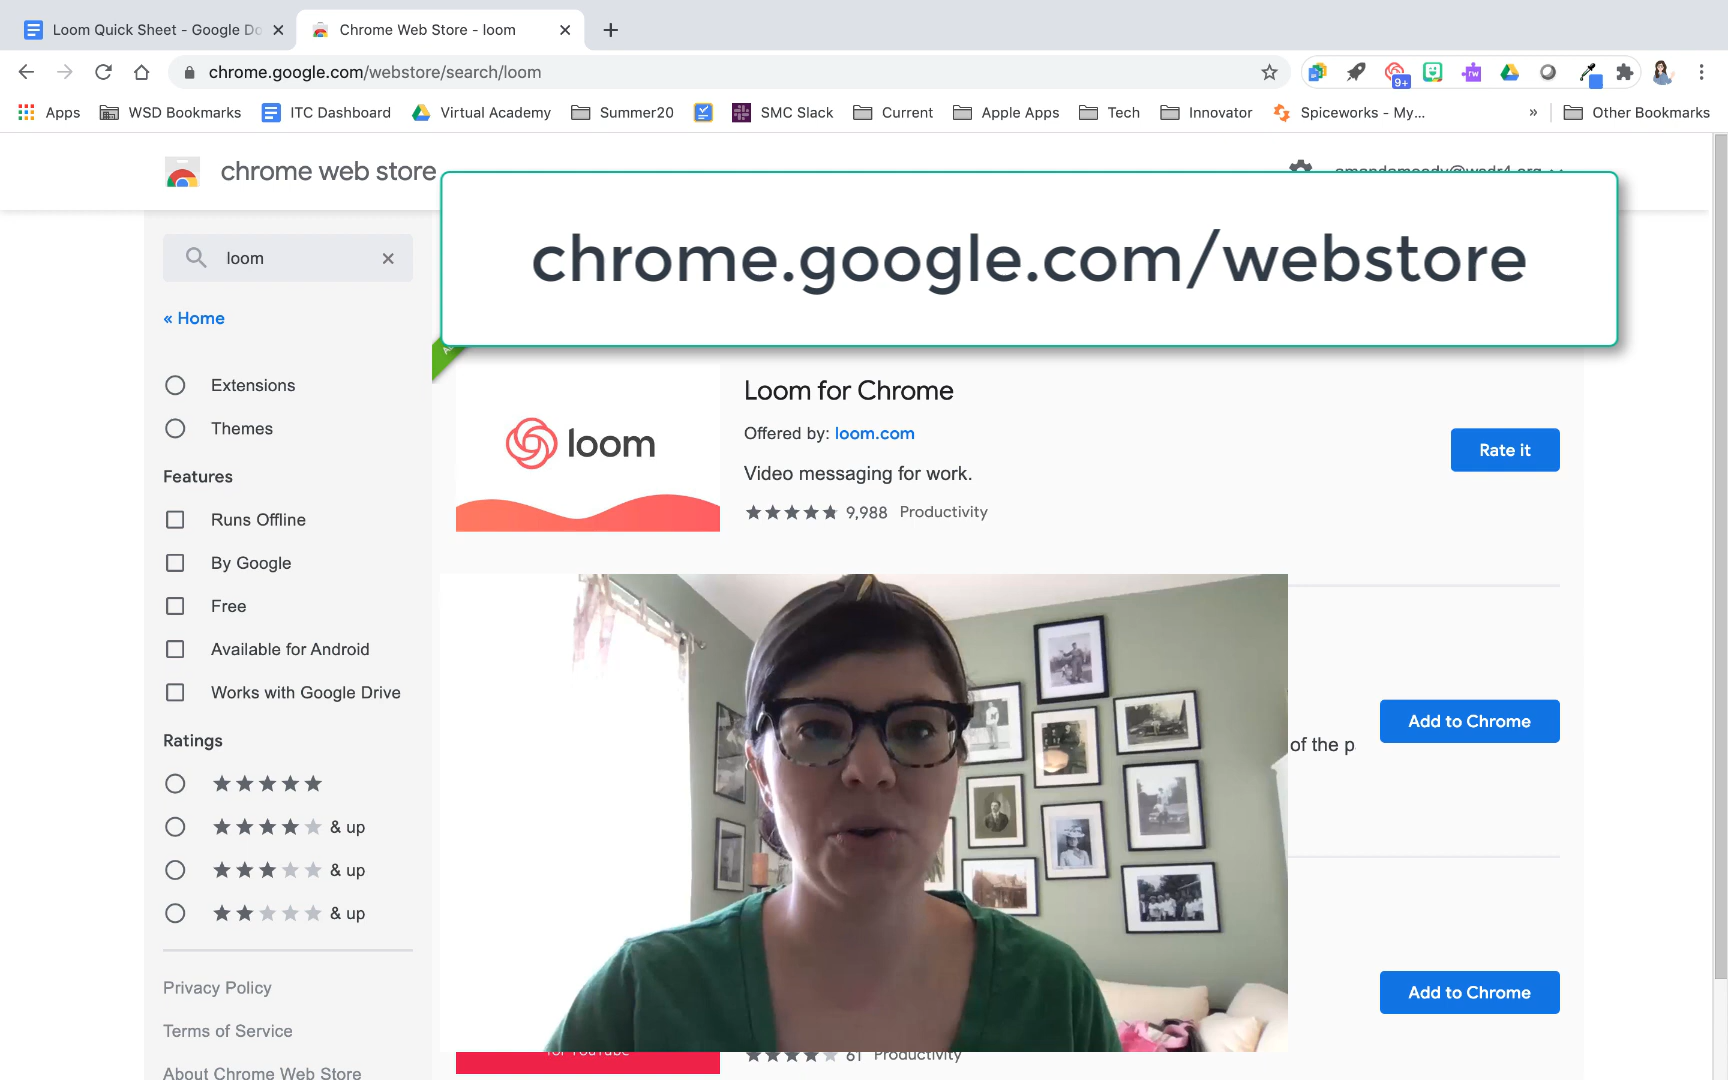 Loom Quick Sheet - Google Do
Chrome Web Store - loom
chrome.google.com/webstore/search/loom
9+
rw
Apps
WSD Bookmarks
ITC Dashboard
Virtual Academy
Summer20
SMC Slack
Current
Apple Apps
Tech
Innovator
Spiceworks - My...
»
Other Bookmarks
chrome web store
chrome.google.com/webstore
loom
« Home
Extensions
Themes
Features
Runs Offline
By Google
Free
Available for Android
Works with Google Drive
Ratings
& up
& up
& up
Privacy Policy
Terms of Service
About Chrome Web Store
loom
Loom for Chrome
Offered by: loom.com
Video messaging for work.
9,988 Productivity
Rate it
of the p
Add to Chrome
Add to Chrome
for YouTube
61 Productivity